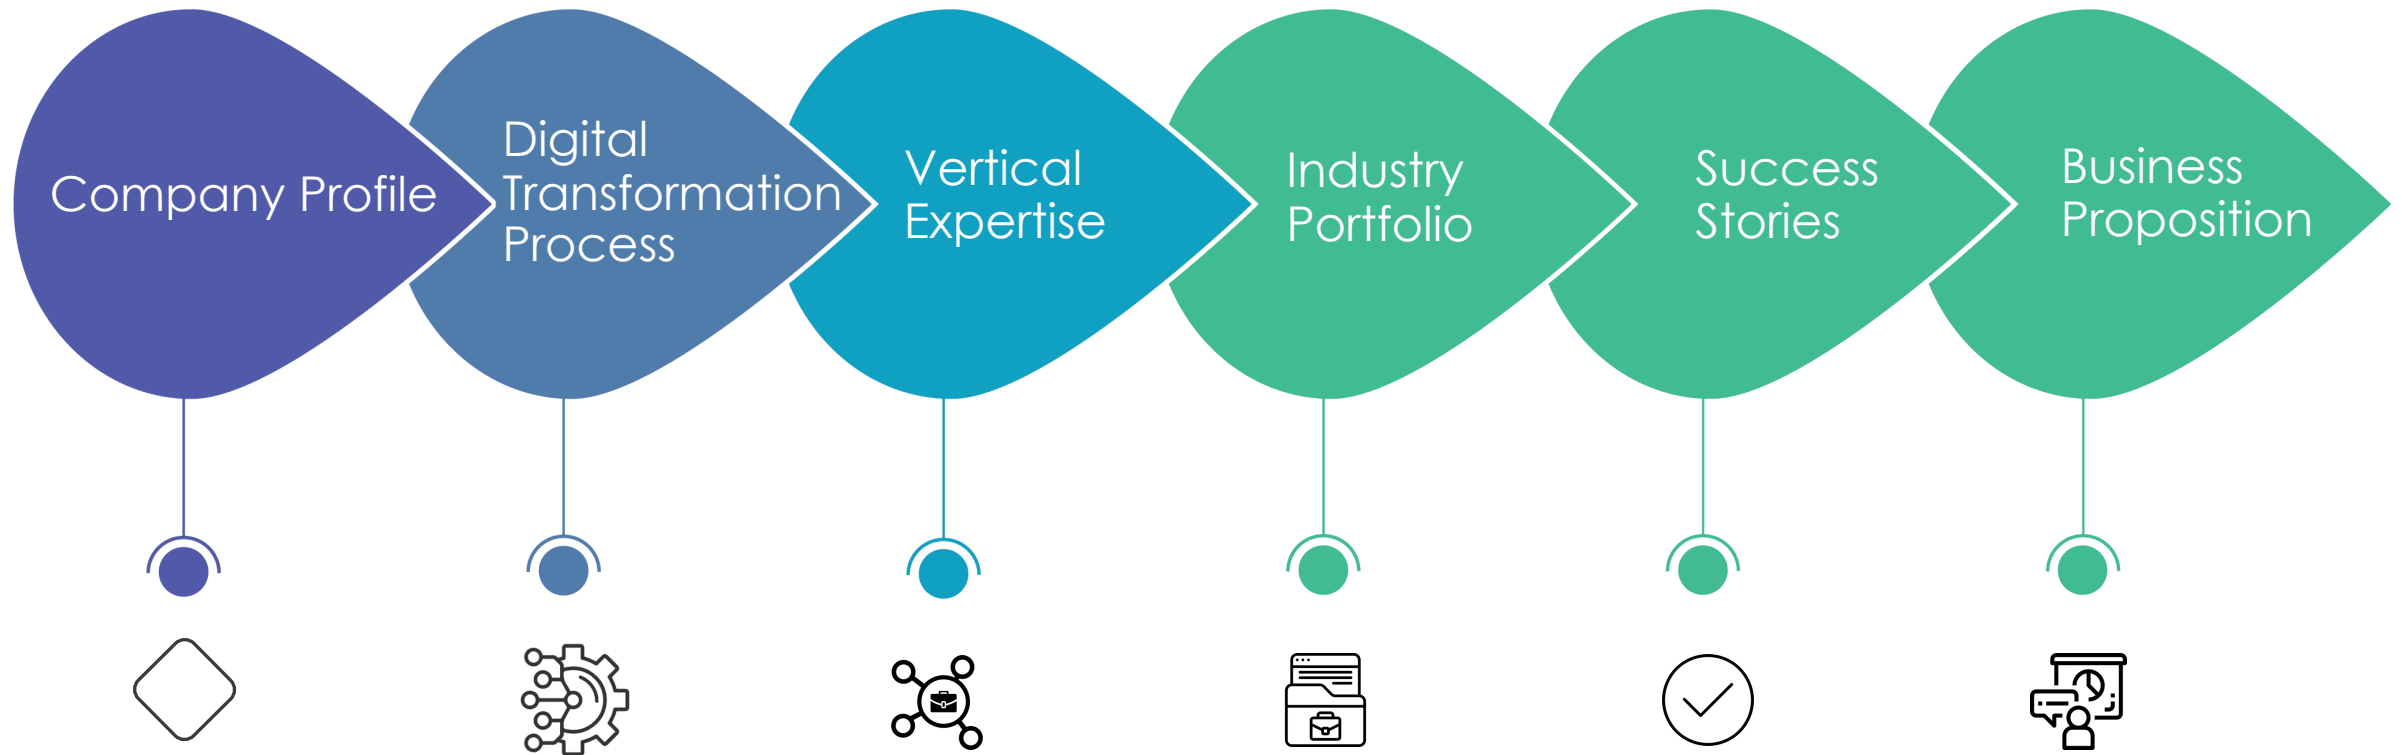 Company Profile
Digital
Transformation
Process
Vertical
Expertise
Industry
Portfolio
Success
Stories
Business
Proposition